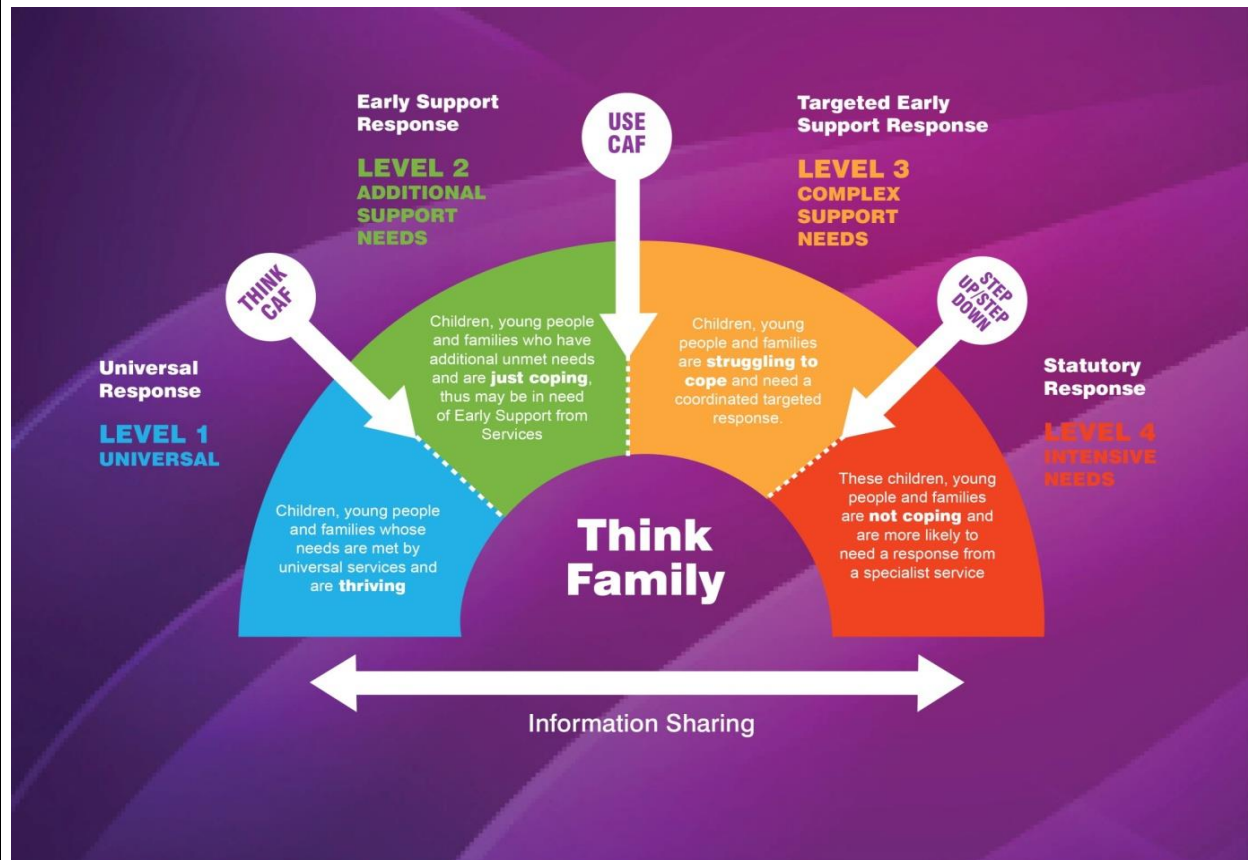 Early Support
Response
LEVEL 2
ADDITIONAL
SUPPORT
NEEDS
USE
CAF
Targeted Early
Support Response
LEVEL 3
COMPLEX
SUPPORT
NEEDS
THINK
CAF
STEP
UP/STEP
DOWN
Universal
Response
LEVEL 1
UNIVERSAL
Children, young people
and families who have
additional unmet needs
and are just coping,
thus may be in need
of Early Support from
Services
Children, young
people and families
are struggling to
cope and need a
coordinated targeted
response.
Statutory
Response
LEVEL 4
INTENSIVE
NEEDS
Children, young people
and families whose
needs are met by
universal services and
are thriving
Think
Family
These children, young
people and families
are not coping and
are more likely to
need a response from
a specialist service
Information Sharing